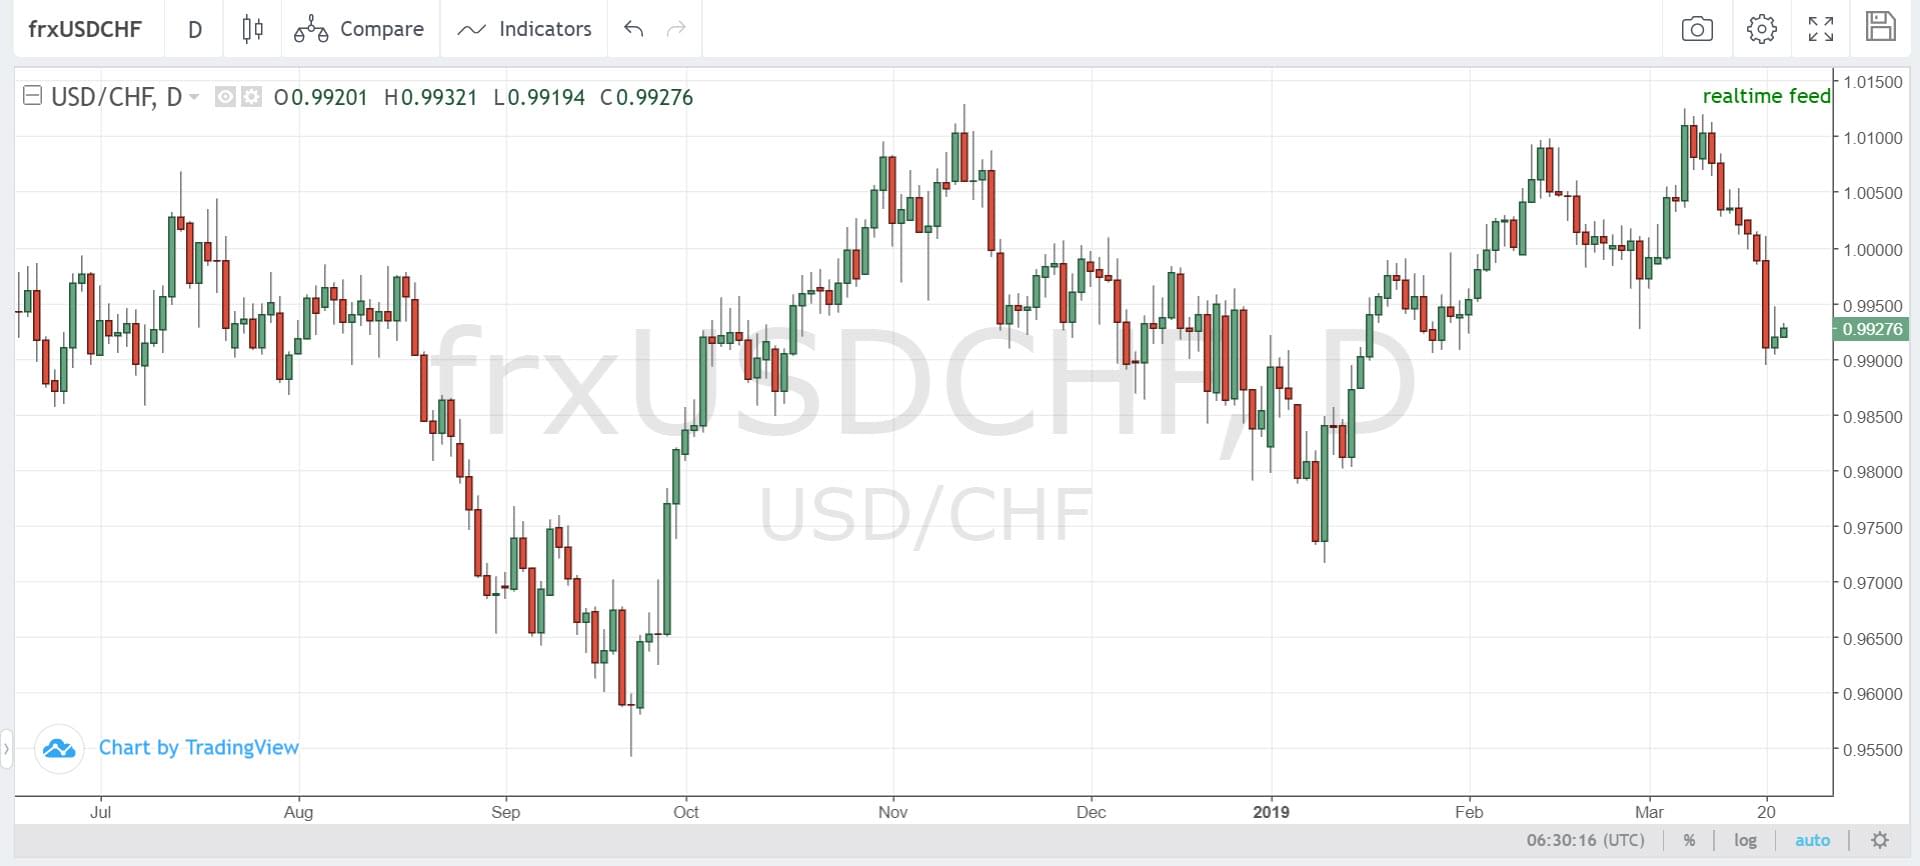 frxUSDCHF D Compare Indicators
USD/CHF, D O0.99201 H0.99321 L0.99194 C0.99276
realtime feed
1.01500
1.01000
1.00500
1.00000
0.99500
0.99276
0.99000
0.98500
0.98000
0.97500
0.97000
0.96500
0.96000
0.95500
frxUSDCHF, D
USD/CHF
Chart by TradingView
Jul Aug Sep Oct Nov Dec 2019 Feb Mar 20
06:30:16 (UTC) % log auto